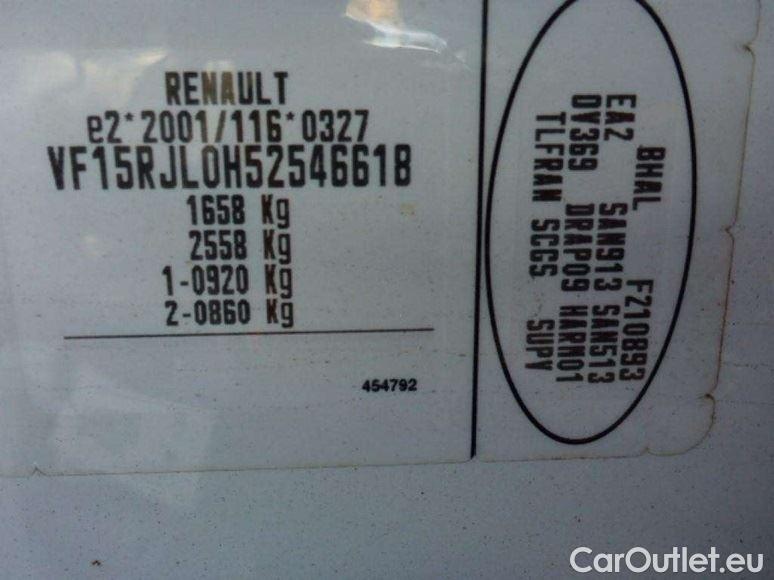 RENAULT
e2*2001/116*0327
VF15RJL0H52546618
1658 Kg
2558 Kg
1-0920 Kg
2-0860 Kg
454792
BHAL F210893
EA2 SAN913 SAN513
DY369 DRAP09 HARM01
TLFRAN SCGS SUPV
CarOutlet.eu